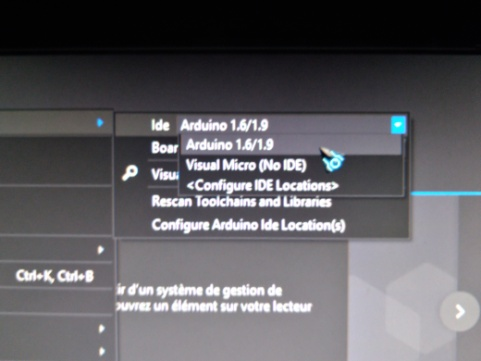 Ide Arduino 1.6/1.9
Boar Arduino 1.6/1.9
Visu Visual Micro (No IDE)
<Configure IDE Locations>
Rescan Toolchains and Libraries
Configure Arduino Ide Location(s)
Ctrl+K, Ctrl+B
ir d'un système de gestion de
ouvrez un élément sur votre lecteur